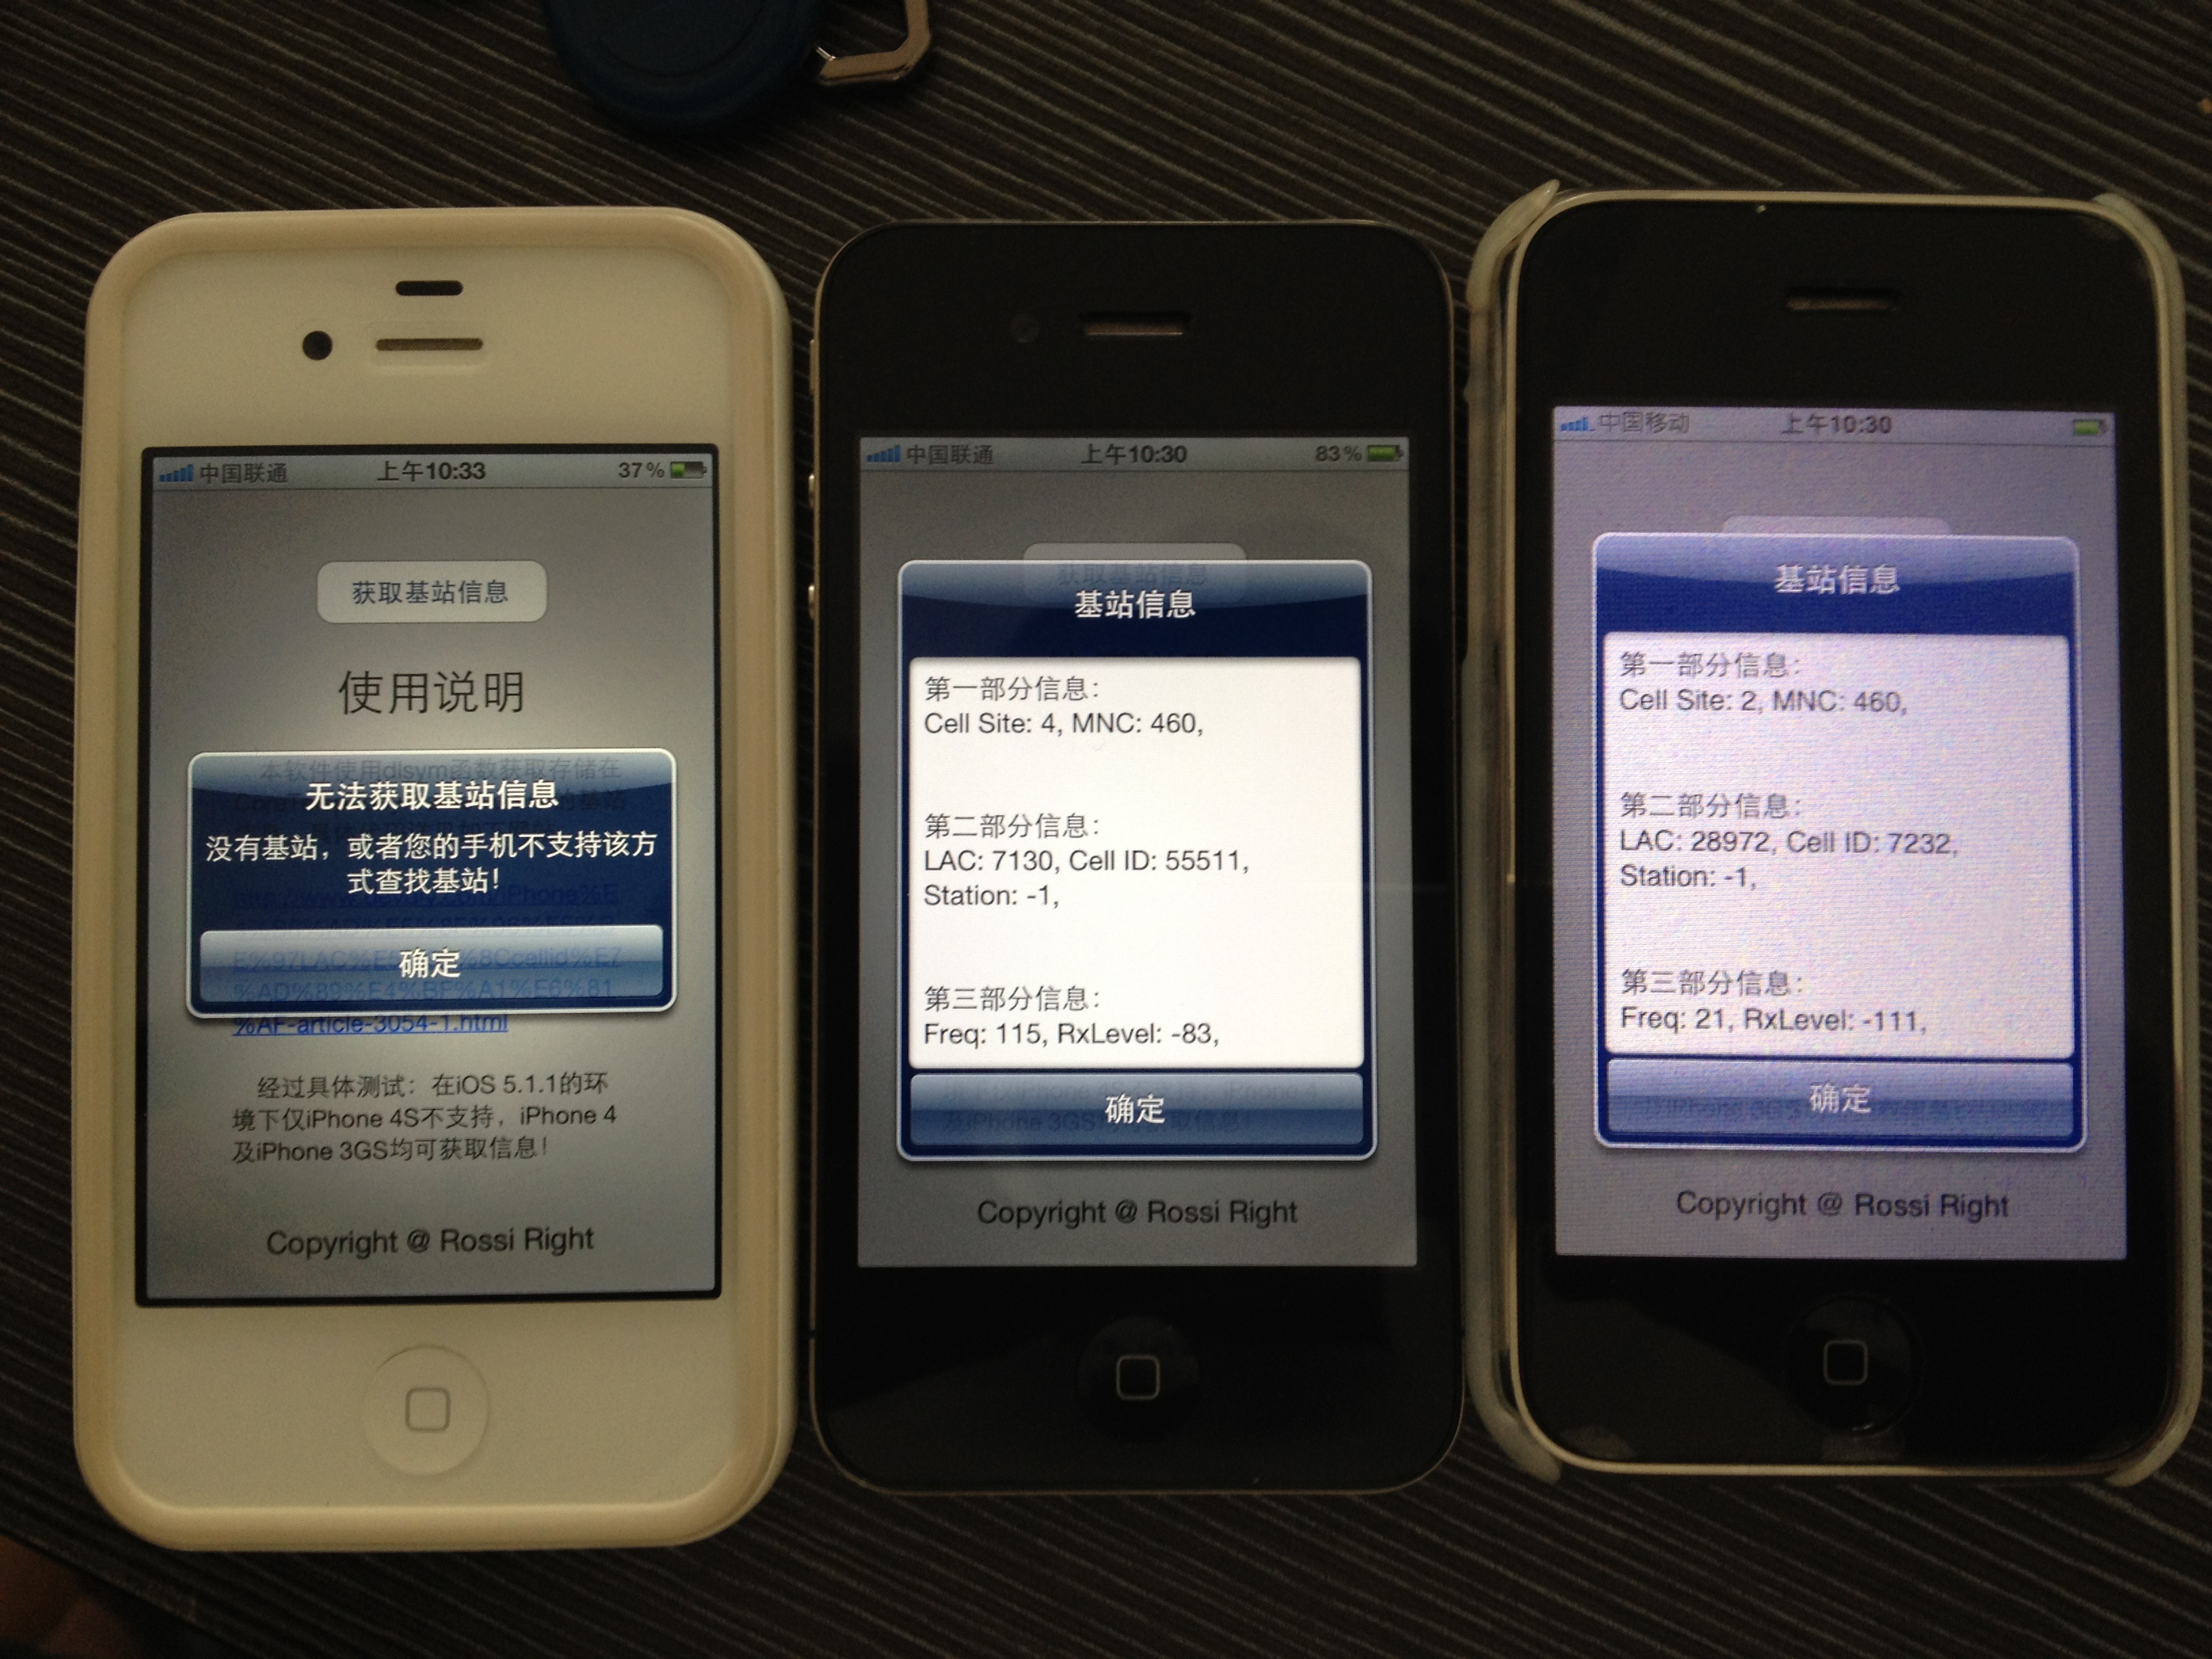 中国联通 上午10:33 37%
获取基站信息
使用说明
本软件使用dlsym函数获取存储在
无法获取基站信息
没有基站，或者您的手机不支持该方
式查找基站！
确定
%AF-article-3054-1.html
经过具体测试：在iOS 5.1.1的环
境下仅iPhone 4S不支持，iPhone 4
及iPhone 3GS均可获取信息！
Copyright @ Rossi Right
中国联通 上午10:30 83%
获取基站信息
基站信息
第一部分信息：
Cell Site: 4, MNC: 460,
第二部分信息：
LAC: 7130, Cell ID: 55511,
Station: -1,
第三部分信息：
Freq: 115, RxLevel: -83,
确定
Copyright @ Rossi Right
中国移动 上午10:30
基站信息
第一部分信息：
Cell Site: 2, MNC: 460,
第二部分信息：
LAC: 28972, Cell ID: 7232,
Station: -1,
第三部分信息：
Freq: 21, RxLevel: -111,
确定
Copyright @ Rossi Right